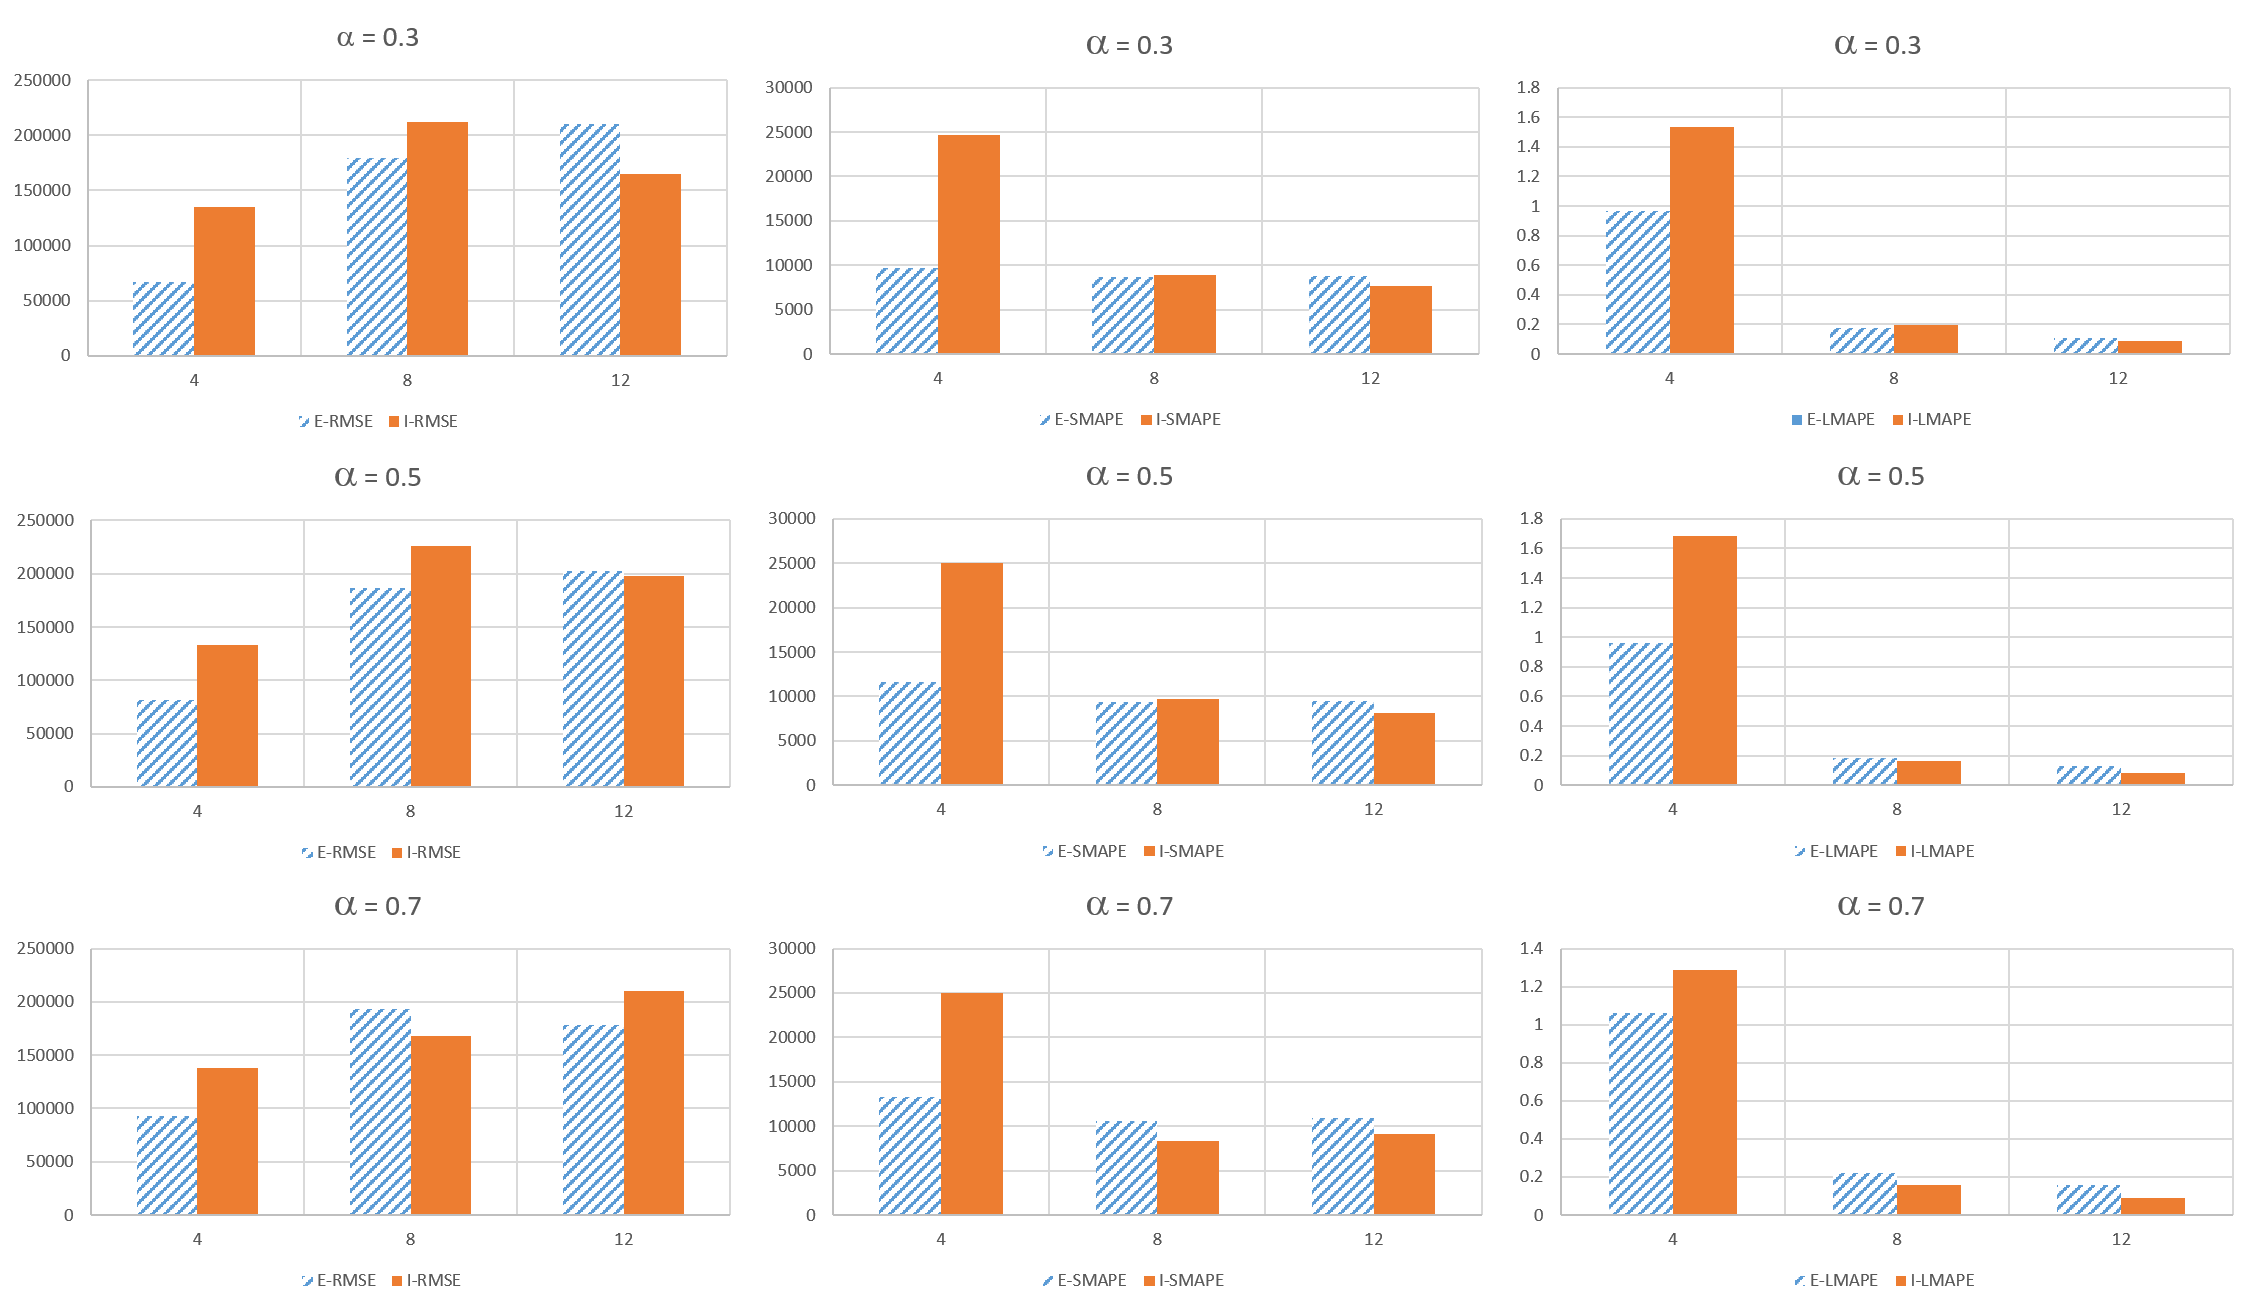 α = 0.3
250000
200000
150000
100000
50000
0
4 8 12
E-RMSE I-RMSE
α = 0.3
30000
25000
20000
15000
10000
5000
0
4 8 12
E-SMAPE I-SMAPE
α = 0.3
1.8
1.6
1.4
1.2
1
0.8
0.6
0.4
0.2
0
4 8 12
E-LMAPE I-LMAPE
α = 0.5
250000
200000
150000
100000
50000
0
4 8 12
E-RMSE I-RMSE
α = 0.5
30000
25000
20000
15000
10000
5000
0
4 8 12
E-SMAPE I-SMAPE
α = 0.5
1.8
1.6
1.4
1.2
1
0.8
0.6
0.4
0.2
0
4 8 12
E-LMAPE I-LMAPE
α = 0.7
250000
200000
150000
100000
50000
0
4 8 12
E-RMSE I-RMSE
α = 0.7
30000
25000
20000
15000
10000
5000
0
4 8 12
E-SMAPE I-SMAPE
α = 0.7
1.4
1.2
1
0.8
0.6
0.4
0.2
0
4 8 12
E-LMAPE I-LMAPE